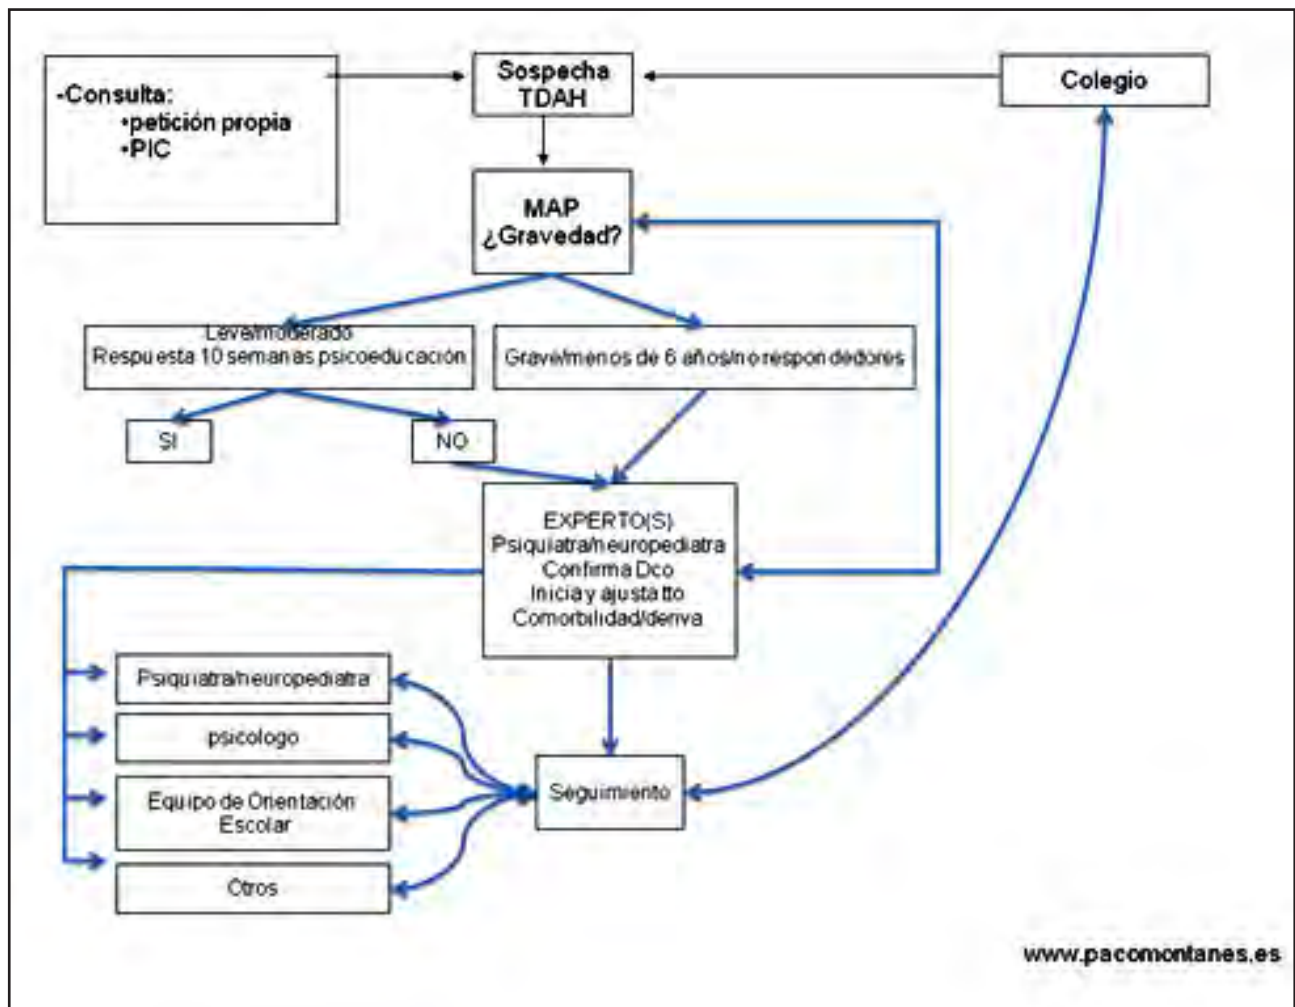 -Consulta:
•petición propia
•PIC
Sospecha
TDAH
Colegio
MAP
¿Gravedad?
Leve/moderado
Respuesta 10 semanas psicoeducación
Grave/menos de 6 años/no respondedores
SI
NO
EXPERTO(S)
Psiquiatra/neuropediatra
Confirma Dco
Inicia y ajusta tto
Comorbilidad/deriva
Psiquiatra/neuropediatra
psicologo
Equipo de Orientación
Escolar
Otros
Seguimiento
www.pacomontanes.es